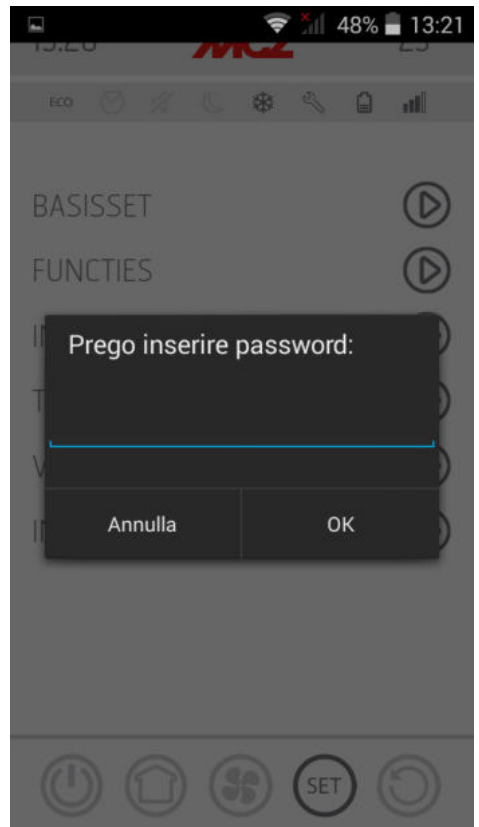 48% 13:21
MCZ
ECO
BASISSET
FUNCTIES
Prego inserire password:
Annulla OK
SET